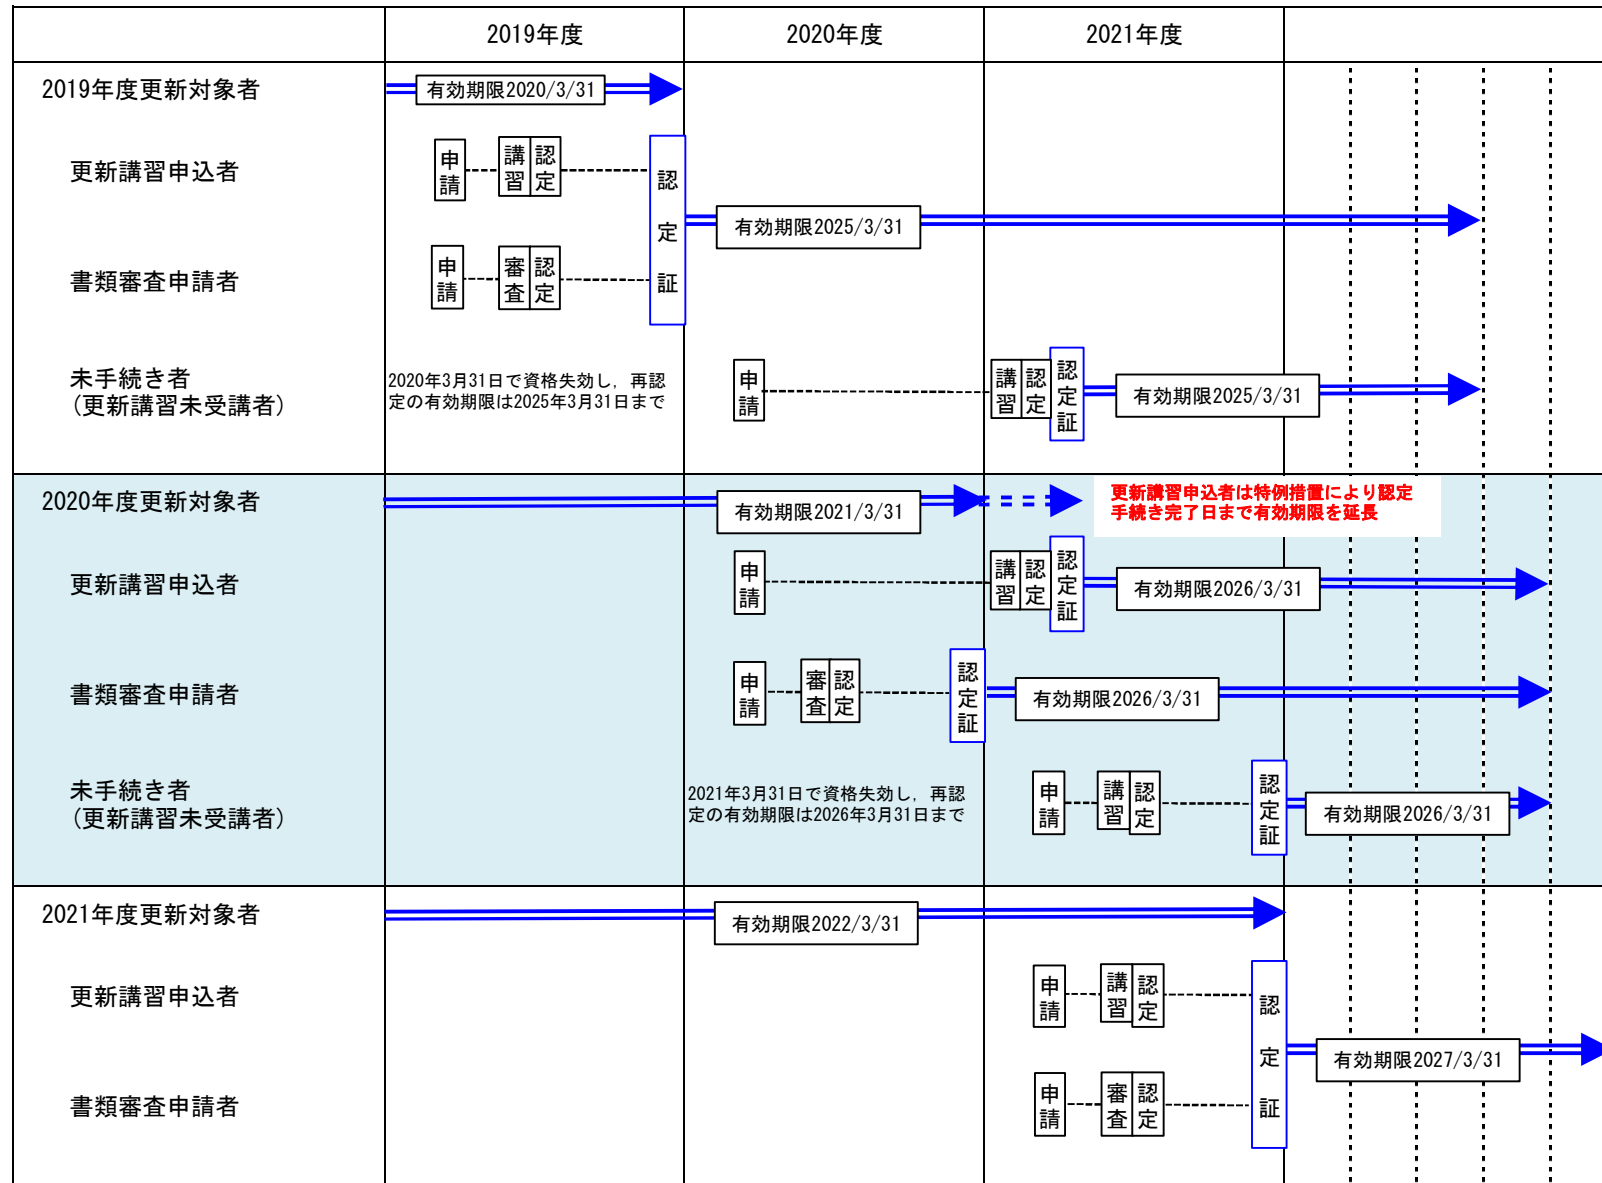 2019年度
2020年度
2021年度
2019年度更新対象者
有効期限2020/3/31
更新講習申込者
申請
講習
認定
認定証
有効期限2025/3/31
書類審査申請者
申請
審査
認定
未手続き者
(更新講習未受講者)
2020年3月31日で資格失効し，再認
定の有効期限は2025年3月31日まで
申請
講習
認定
認定証
有効期限2025/3/31
2020年度更新対象者
有効期限2021/3/31
更新講習申込者は特例措置により認定
手続き完了日まで有効期限を延長
更新講習申込者
申請
講習
認定
認定証
有効期限2026/3/31
書類審査申請者
申請
審査
認定
認定証
有効期限2026/3/31
未手続き者
(更新講習未受講者)
2021年3月31日で資格失効し，再認
定の有効期限は2026年3月31日まで
申請
講習
認定
認定証
有効期限2026/3/31
2021年度更新対象者
有効期限2022/3/31
更新講習申込者
申請
講習
認定
認定証
有効期限2027/3/31
書類審査申請者
申請
審査
認定